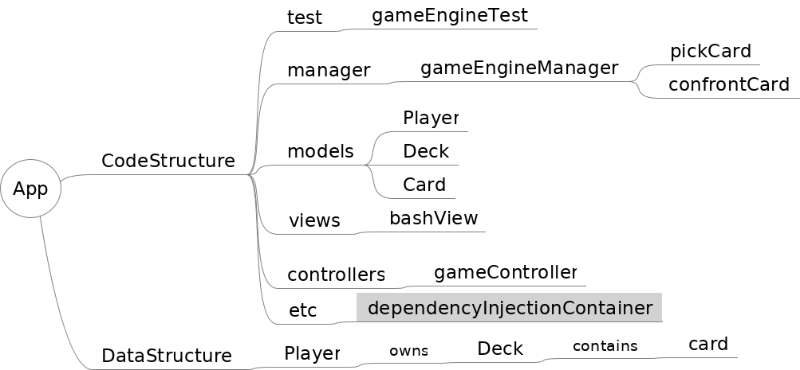 test
gameEngineTest
manager
gameEngineManager
pickCard
confrontCard
models
Player
Deck
Card
App
CodeStructure
views
bashView
controllers
gameController
etc
dependencyInjectionContainer
DataStructure
Player
owns
Deck
contains
card